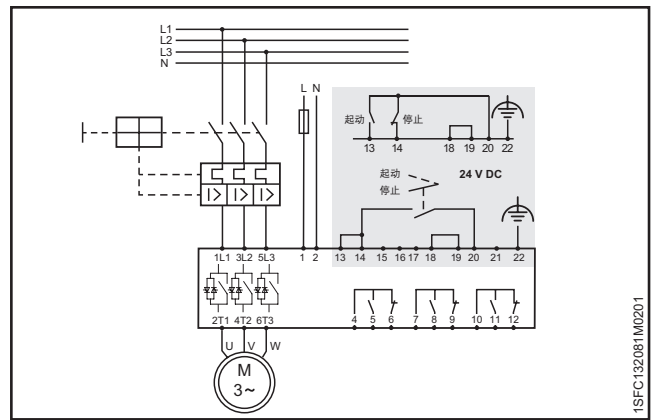 L1
L2
L3
N
L N
起动 停止
13 14 18 19 20 22
起动
停止
24 V DC
I> I> I>
1L1 3L2 5L3 1 2 13 14 15 16 17 18 19 20 21 22
2T1 4T2 6T3 4 5 6 7 8 9 10 11 12
U V W
M
3~
1SFC132081M0201